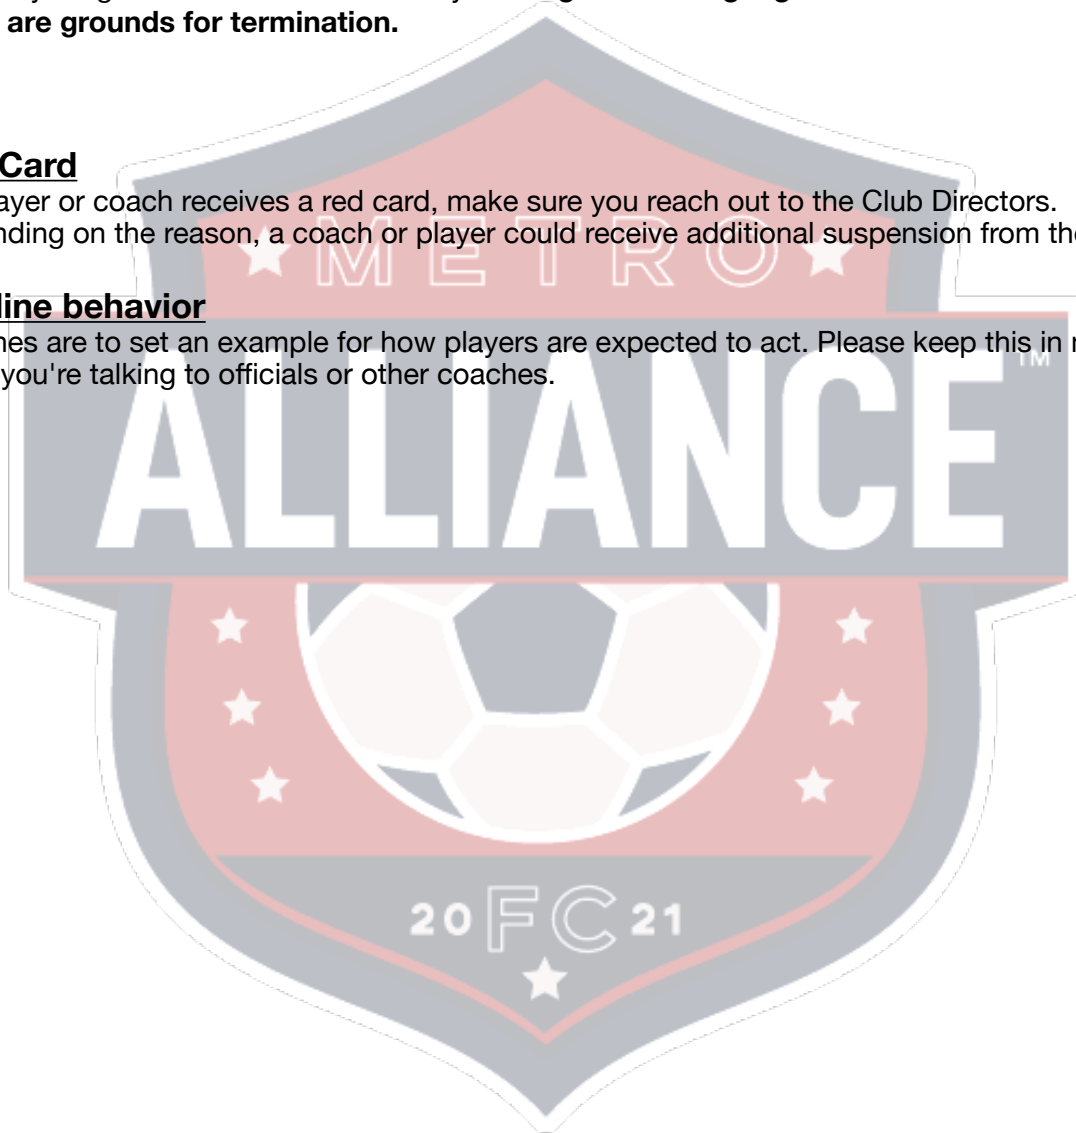 are grounds for termination.
Card
ayer or coach receives a red card, make sure you reach out to the Club Directors.
nding on the reason, a coach or player could receive additional suspension from the
METRO
line behavior
hes are to set an example for how players are expected to act. Please keep this in
you're talking to officials or other coaches.
TM
ALLIANCE
20 FC 21